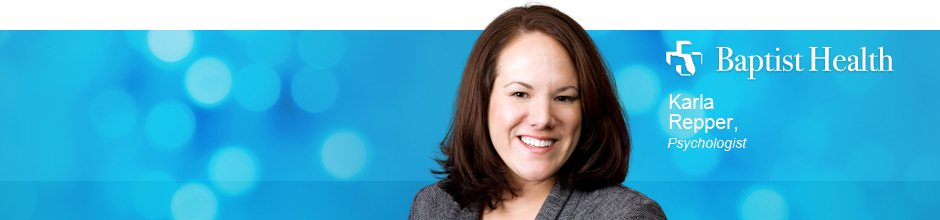 Baptist Health
Karla
Repper,
Psychologist